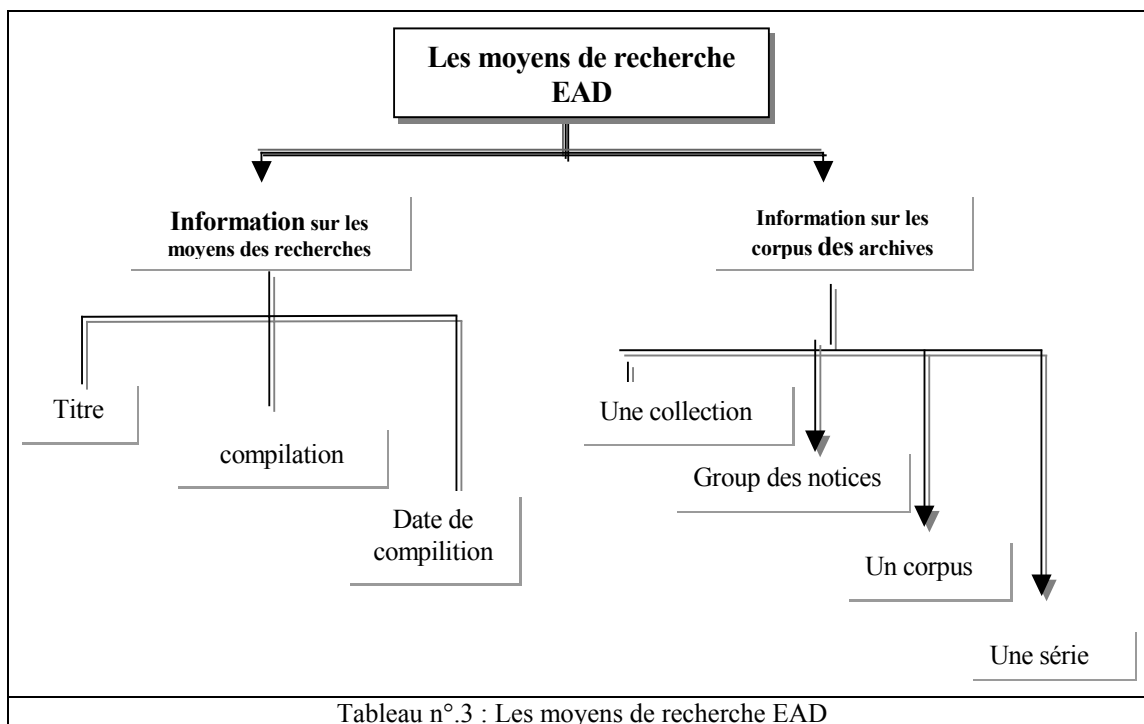 Les moyens de recherche
EAD
Information sur les
moyens des recherches
Information sur les
corpus des archives
Titre
compilation
Date de
compilition
Une collection
Group des notices
Un corpus
Une série
Tableau n°.3 : Les moyens de recherche EAD